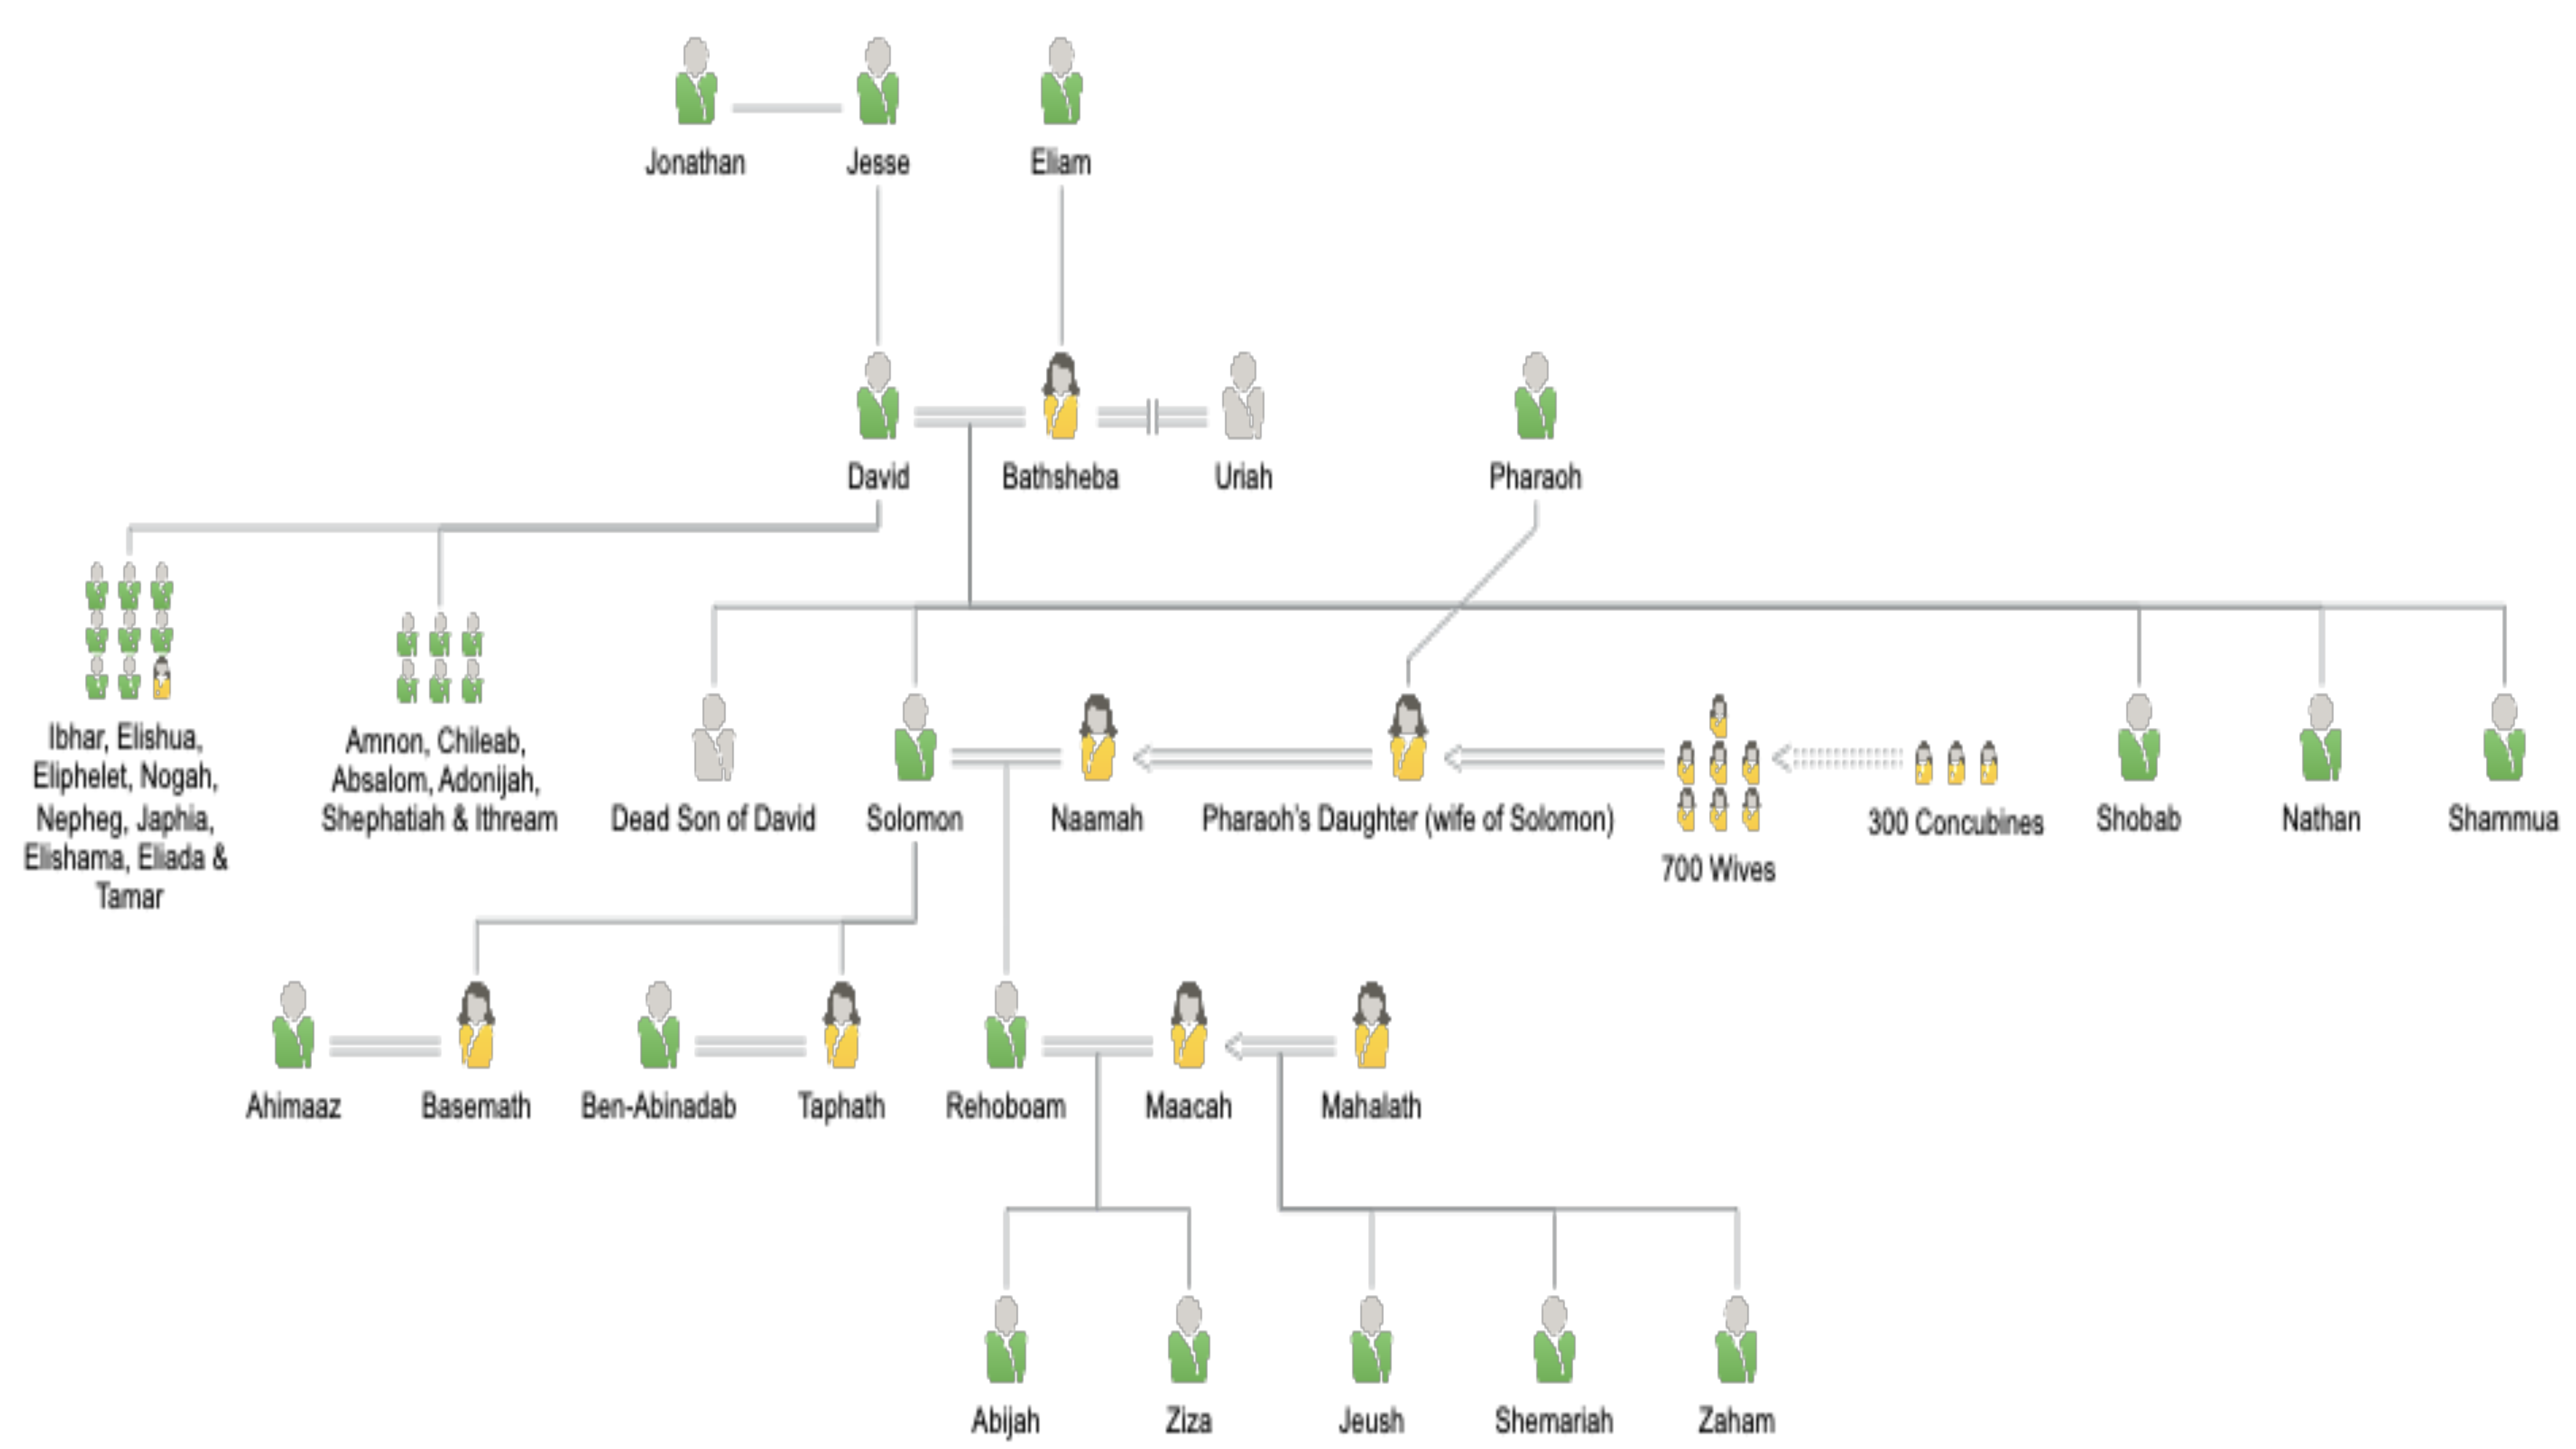 Jonathan
Jesse
Eliam
David
Bathsheba
Uriah
Pharaoh
Ibhar, Elishua,
Eliphelet, Nogah,
Nepheg, Japhia,
Elishama, Eliada &
Tamar
Amnon, Chileab,
Absalom, Adonijah,
Shephatiah & Ithream
Dead Son of David
Solomon
Naamah
Pharaoh's Daughter (wife of Solomon)
700 Wives
300 Concubines
Shobab
Nathan
Shammua
Ahimaaz
Basemath
Ben-Abinadab
Taphath
Rehoboam
Maacah
Mahalath
Abijah
Ziza
Jeush
Shemariah
Zaham